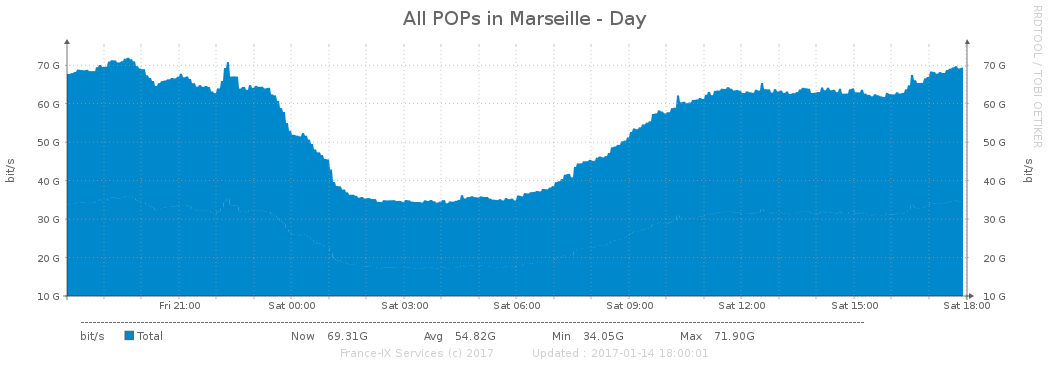 All POPs in Marseille - Day
RRDTOOL / TOBI OETIKER
70 G 70 G
60 G 60 G
50 G 50 G
40 G 40 G
30 G 30 G
20 G 20 G
10 G 10 G
bit/s bit/s
Fri 21:00 Sat 00:00 Sat 03:00 Sat 06:00 Sat 09:00 Sat 12:00 Sat 15:00 Sat 18:00
bit/s Total Now 69.31G Avg 54.82G Min 34.05G Max 71.90G
France-IX Services (c) 2017 Updated : 2017-01-14 18:00:01